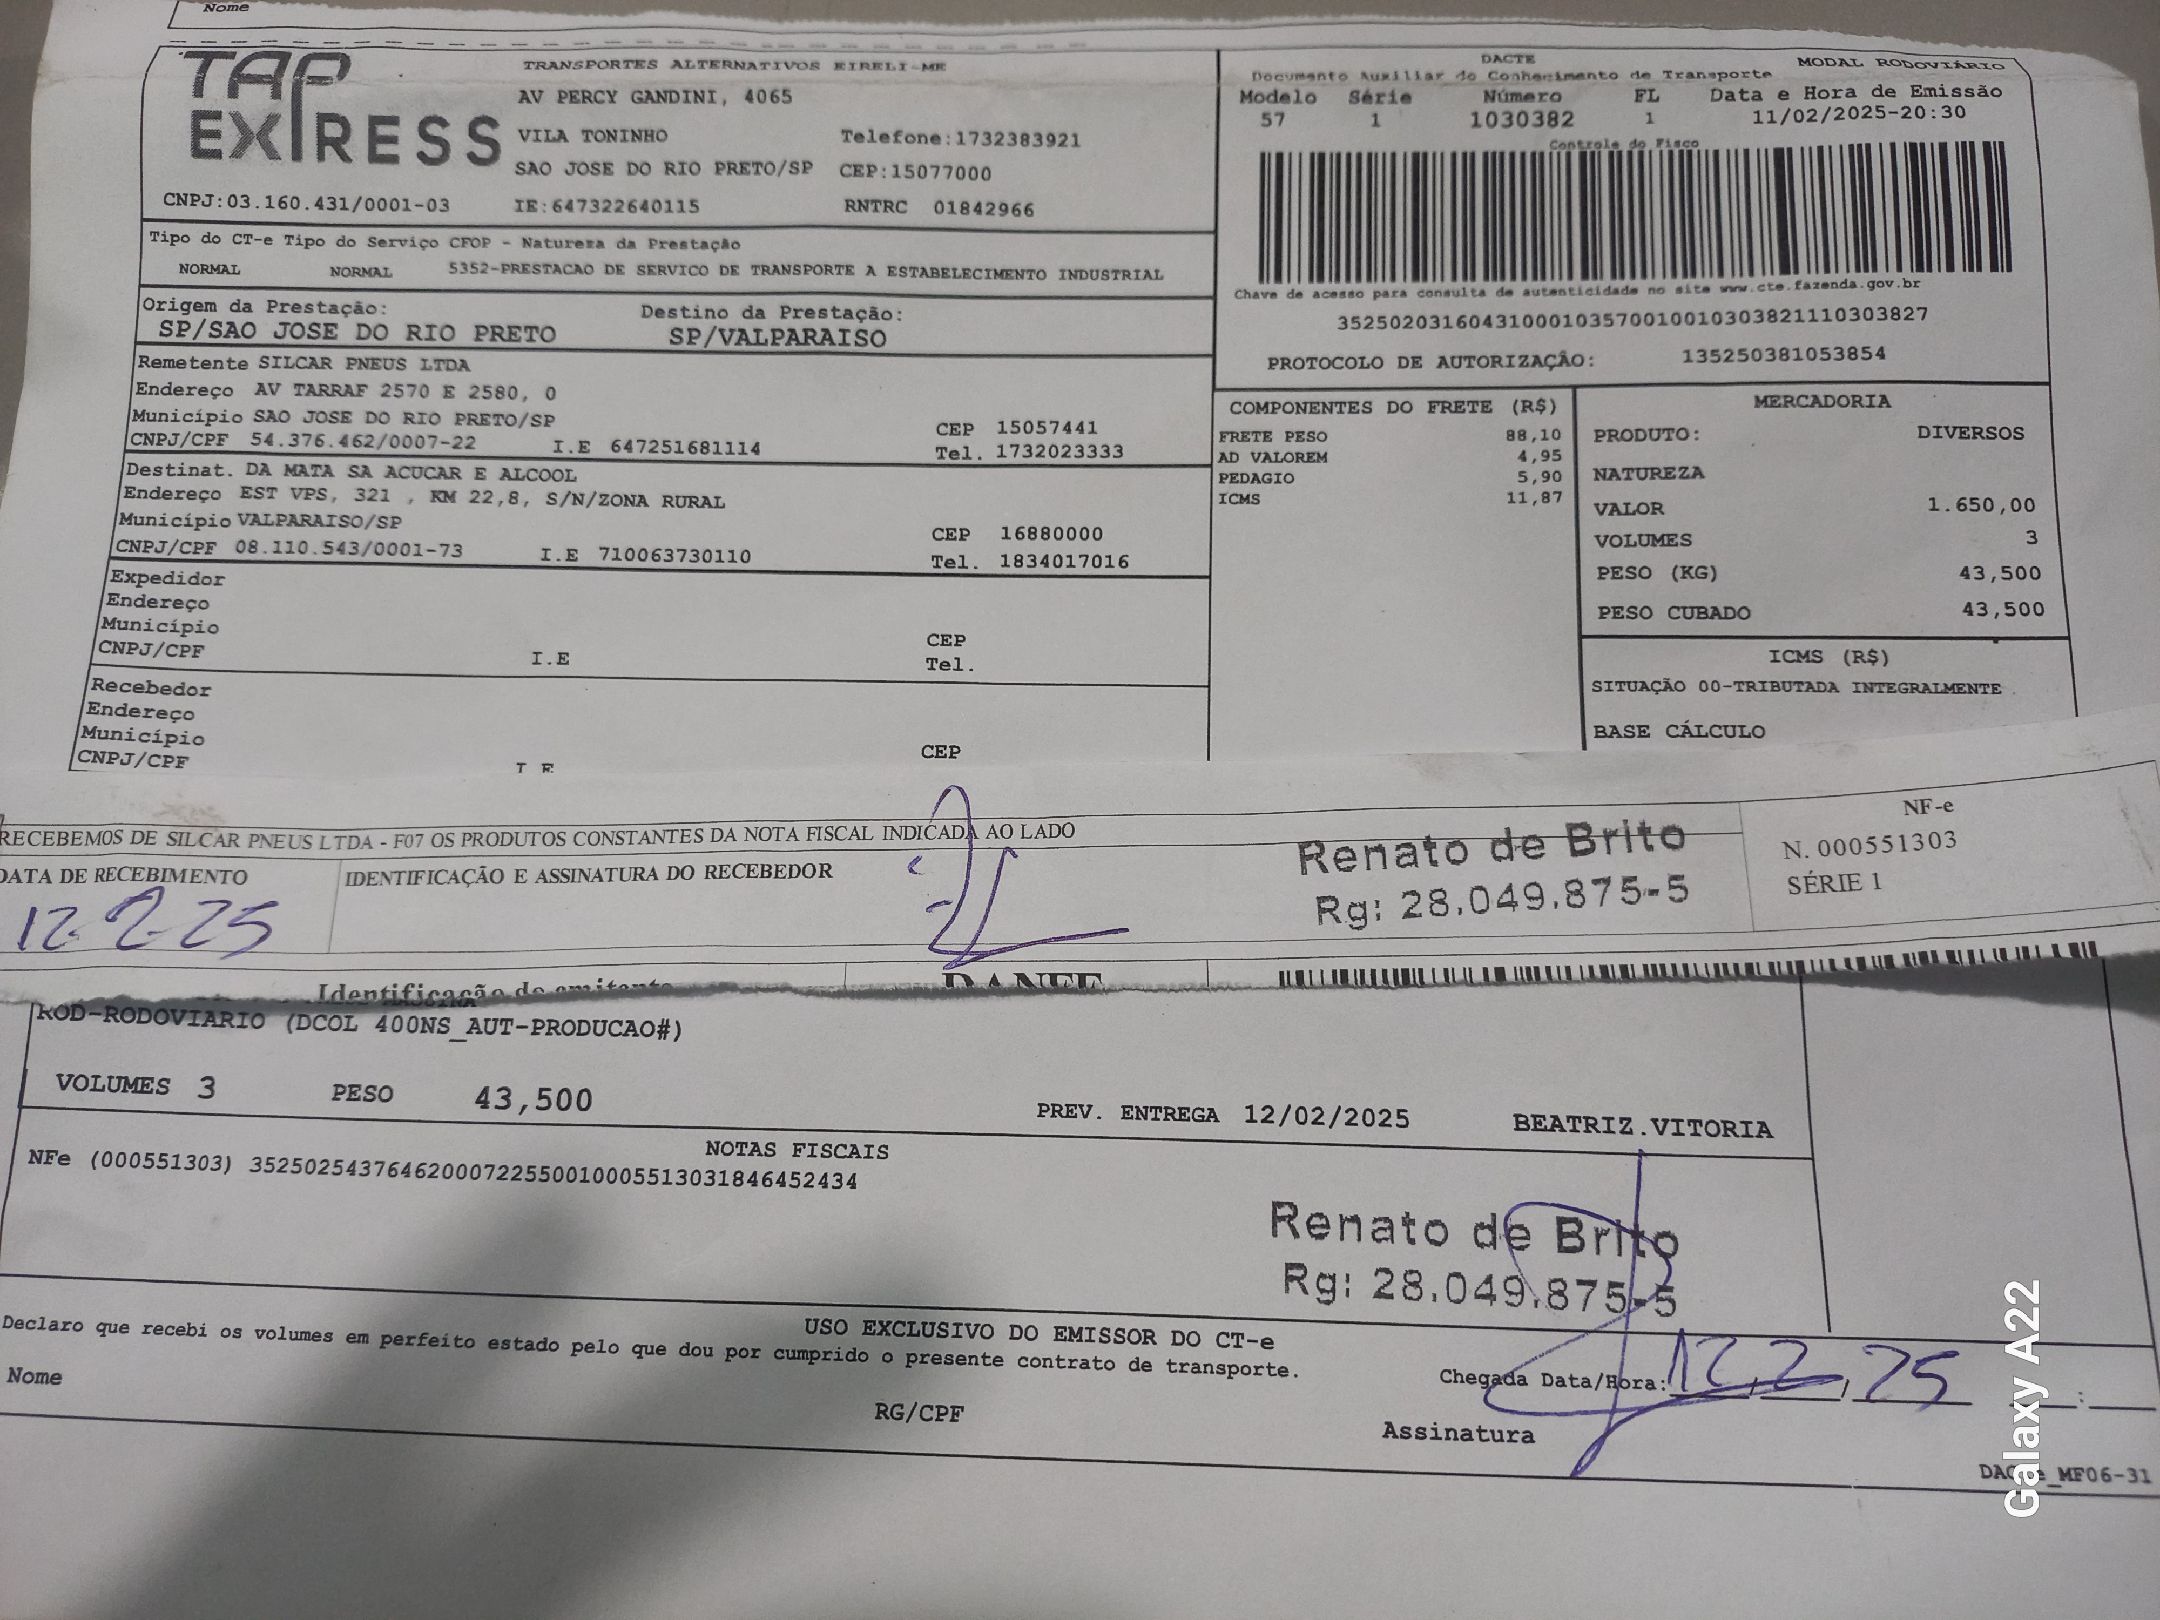 Nome
TAP EXPRESS
TRANSPORTES ALTERNATIVOS EIRELI-ME
AV PERCY GANDINI, 4065
VILA TONINHO Telefone:1732383921
SAO JOSE DO RIO PRETO/SP CEP:15077000
CNPJ:03.160.431/0001-03 IE:647322640115 RNTRC 01842966
DACTE MODAL RODOVIÁRIO
Documento Auxiliar do Conhecimento de Transporte
Modelo Série Número FL Data e Hora de Emissão
57 1 1030382 1 11/02/2025-20:30
Controle do Fisco
Chave de acesso para consulta de autenticidade no site www.cte.fazenda.gov.br
35250203160431000103570010010303821110303827
PROTOCOLO DE AUTORIZAÇÃO: 135250381053854
Tipo do CT-e Tipo do Serviço CFOP - Natureza da Prestação
NORMAL NORMAL 5352-PRESTACAO DE SERVICO DE TRANSPORTE A ESTABELECIMENTO INDUSTRIAL
Origem da Prestação: Destino da Prestação:
SP/SAO JOSE DO RIO PRETO SP/VALPARAISO
Remetente SILCAR PNEUS LTDA
Endereço AV TARRAF 2570 E 2580, 0
Município SAO JOSE DO RIO PRETO/SP CEP 15057441
CNPJ/CPF 54.376.462/0007-22 I.E 647251681114 Tel. 1732023333
Destinat. DA MATA SA ACUCAR E ALCOOL
Endereço EST VPS, 321 , KM 22,8, S/N/ZONA RURAL
Município VALPARAISO/SP CEP 16880000
CNPJ/CPF 08.110.543/0001-73 I.E 710063730110 Tel. 1834017016
Expedidor
Endereço
Município CEP
CNPJ/CPF I.E Tel.
Recebedor
Endereço
Município CEP
CNPJ/CPF I.E
COMPONENTES DO FRETE (R$)
FRETE PESO 88,10
AD VALOREM 4,95
PEDAGIO 5,90
ICMS 11,87
MERCADORIA
PRODUTO: DIVERSOS
NATUREZA
VALOR 1.650,00
VOLUMES 3
PESO (KG) 43,500
PESO CUBADO 43,500
ICMS (R$)
SITUAÇÃO 00-TRIBUTADA INTEGRALMENTE
BASE CÁLCULO
RECEBEMOS DE SILCAR PNEUS LTDA - F07 OS PRODUTOS CONSTANTES DA NOTA FISCAL INDICADA AO LADO
DATA DE RECEBIMENTO IDENTIFICAÇÃO E ASSINATURA DO RECEBEDOR
12 2 25
Renato de Brito
Rg: 28.049.875-5
NF-e
N. 000551303
SÉRIE 1
Identificação do emitente DANFE
ROD-RODOVIARIO (DCOL 400NS_AUT-PRODUCAO#)
VOLUMES 3 PESO 43,500 PREV. ENTREGA 12/02/2025 BEATRIZ.VITORIA
NOTAS FISCAIS
NFe (000551303) 35250254376462000722550010005513031846452434
Renato de Brito
Rg: 28.049.875-5
USO EXCLUSIVO DO EMISSOR DO CT-e
Declaro que recebi os volumes em perfeito estado pelo que dou por cumprido o presente contrato de transporte.
Nome RG/CPF
Chegada Data/Hora: 12, 2, 25 :
Assinatura
Galaxy A22